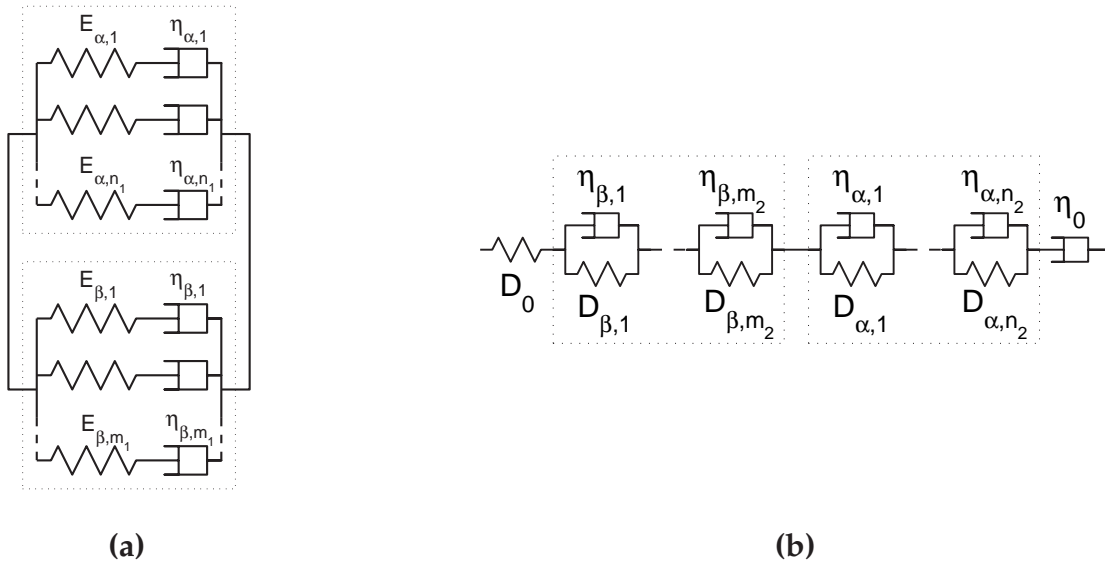 E_{α,1} η_{α,1}
E_{α,n_1} η_{α,n_1}
E_{β,1} η_{β,1}
E_{β,m_1} η_{β,m_1}
(a)
η_{β,1} η_{β,m_2} η_{α,1} η_{α,n_2} η_0
D_0 D_{β,1} D_{β,m_2} D_{α,1} D_{α,n_2}
(b)